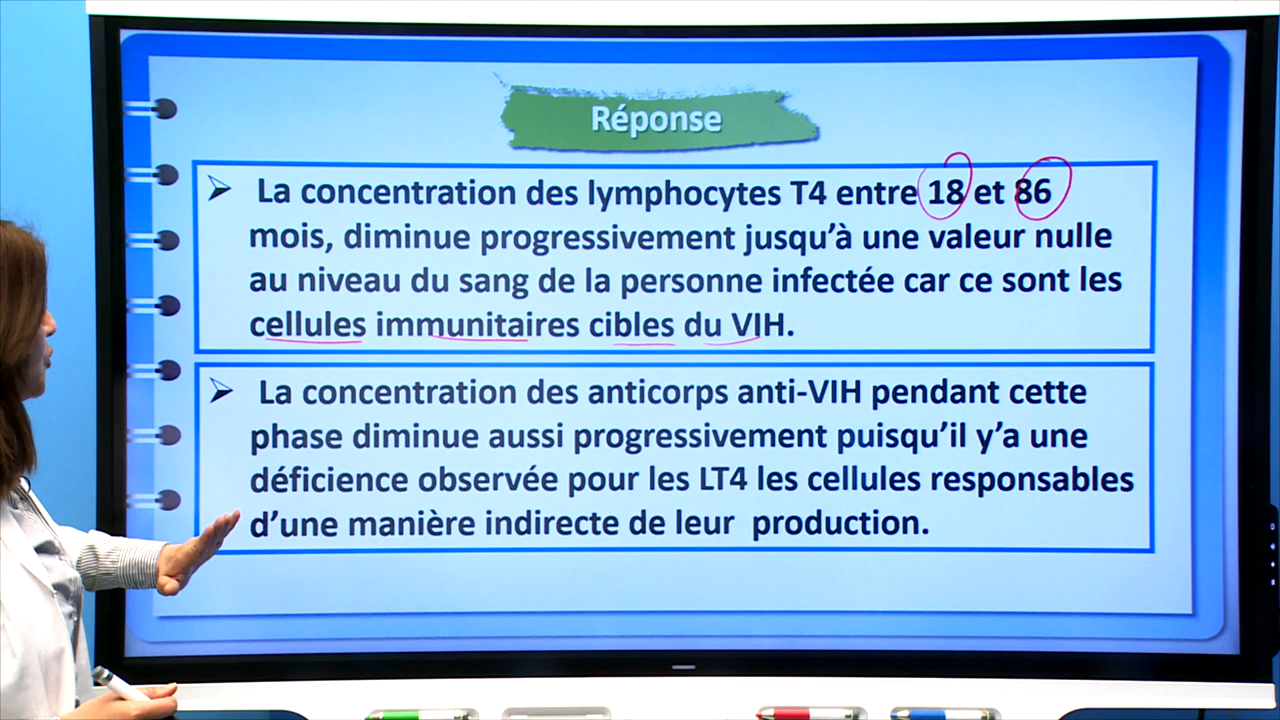 Réponse
La concentration des lymphocytes T4 entre 18 et 86
mois, diminue progressivement jusqu’à une valeur nulle
au niveau du sang de la personne infectée car ce sont les
cellules immunitaires cibles du VIH.
La concentration des anticorps anti-VIH pendant cette
phase diminue aussi progressivement puisqu’il y’a une
déficience observée pour les LT4 les cellules responsables
d’une manière indirecte de leur production.